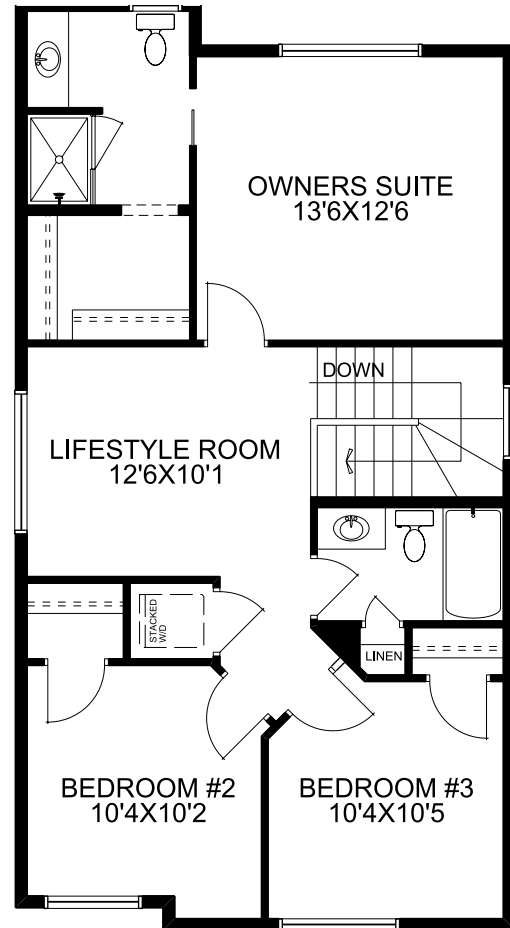 OWNERS SUITE
13'6X12'6
DOWN
LIFESTYLE ROOM
12'6X10'1
STACKED
W/D
LINEN
BEDROOM #2
10'4X10'2
BEDROOM #3
10'4X10'5